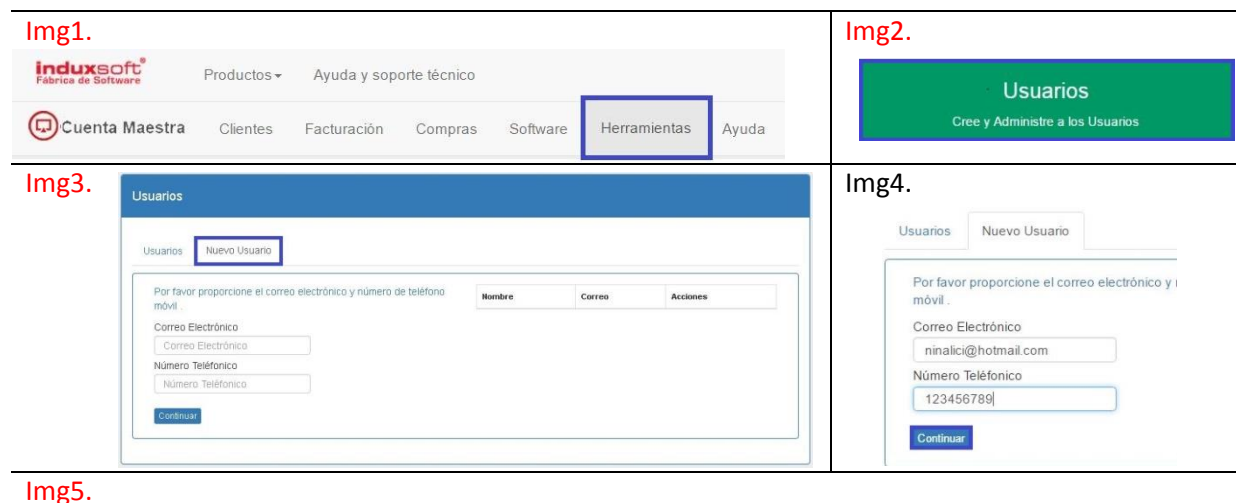 Img1.
induxsoft®
Fábrica de Software
Productos
Ayuda y soporte técnico
Cuenta Maestra
Clientes
Facturación
Compras
Software
Herramientas
Ayuda
Img2.
Usuarios
Cree y Administre a los Usuarios
Img3.
Usuarios
Usuarios
Nuevo Usuario
Por favor proporcione el correo electrónico y número de teléfono
móvil .
Correo Electrónico
Correo Electrónico
Número Teléfonico
Número Teléfonico
Continuar
Nombre
Correo
Acciones
Img4.
Usuarios
Nuevo Usuario
Por favor proporcione el correo electrónico y
móvil .
Correo Electrónico
ninalici@hotmail.com
Número Teléfonico
123456789
Continuar
Img5.